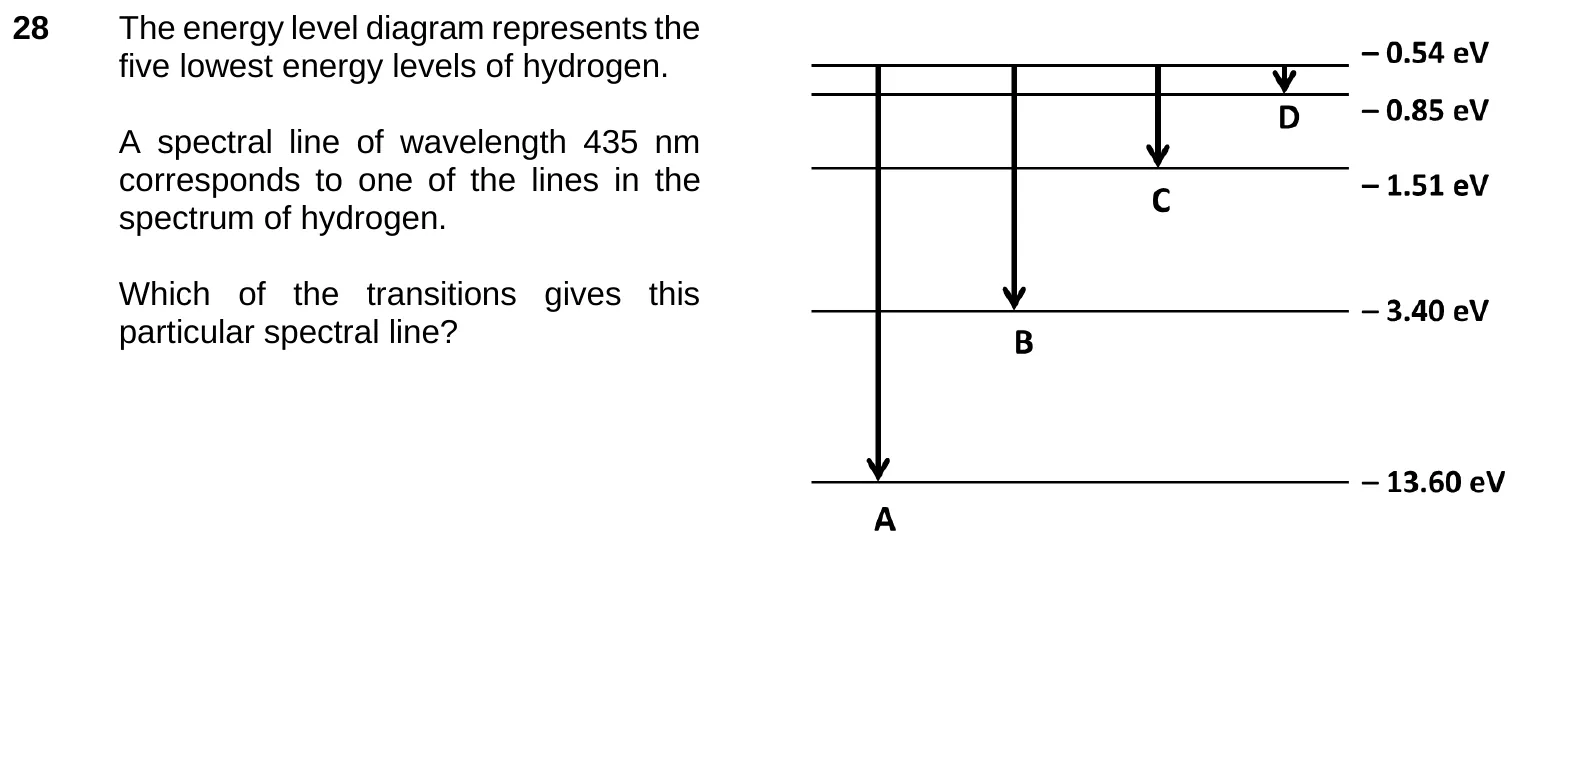 28 The energy level diagram represents the
five lowest energy levels of hydrogen.
A spectral line of wavelength 435 nm
corresponds to one of the lines in the
spectrum of hydrogen.
Which of the transitions gives this
particular spectral line?
– 0.54 eV
D
– 0.85 eV
– 1.51 eV
C
– 3.40 eV
B
– 13.60 eV
A